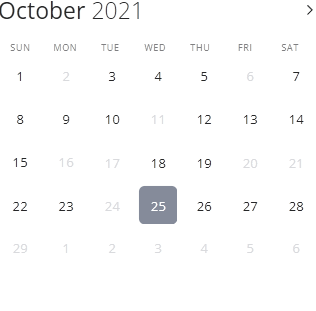 October 2021
SUN MON TUE WED THU FRI SAT
1 2 3 4 5 6 7
8 9 10 11 12 13 14
15 16 17 18 19 20 21
22 23 24 25 26 27 28
29 1 2 3 4 5 6